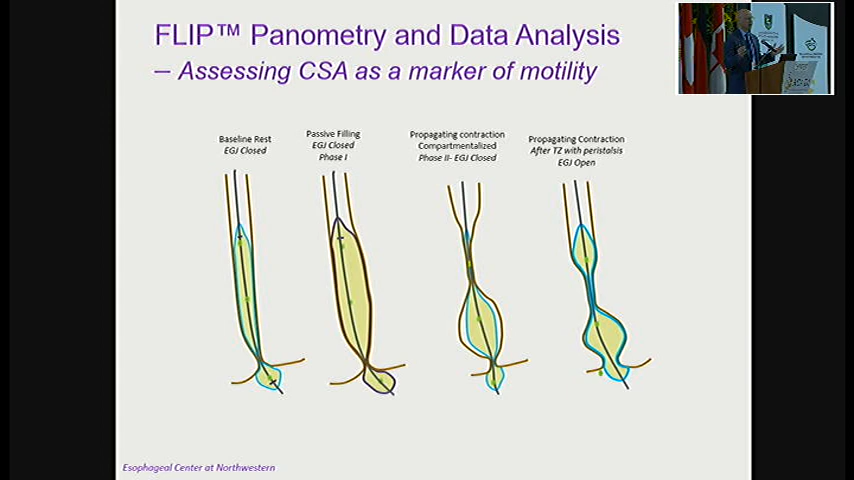 FLIP™ Panometry and Data Analysis
– Assessing CSA as a marker of motility
Baseline Rest
EGJ Closed
Passive Filling
EGJ Closed
Phase I
Propagating contraction
Compartmentalized
Phase II- EGJ Closed
Propagating Contraction
After TZ with peristalsis
EGJ Open
Esophageal Center at Northwestern